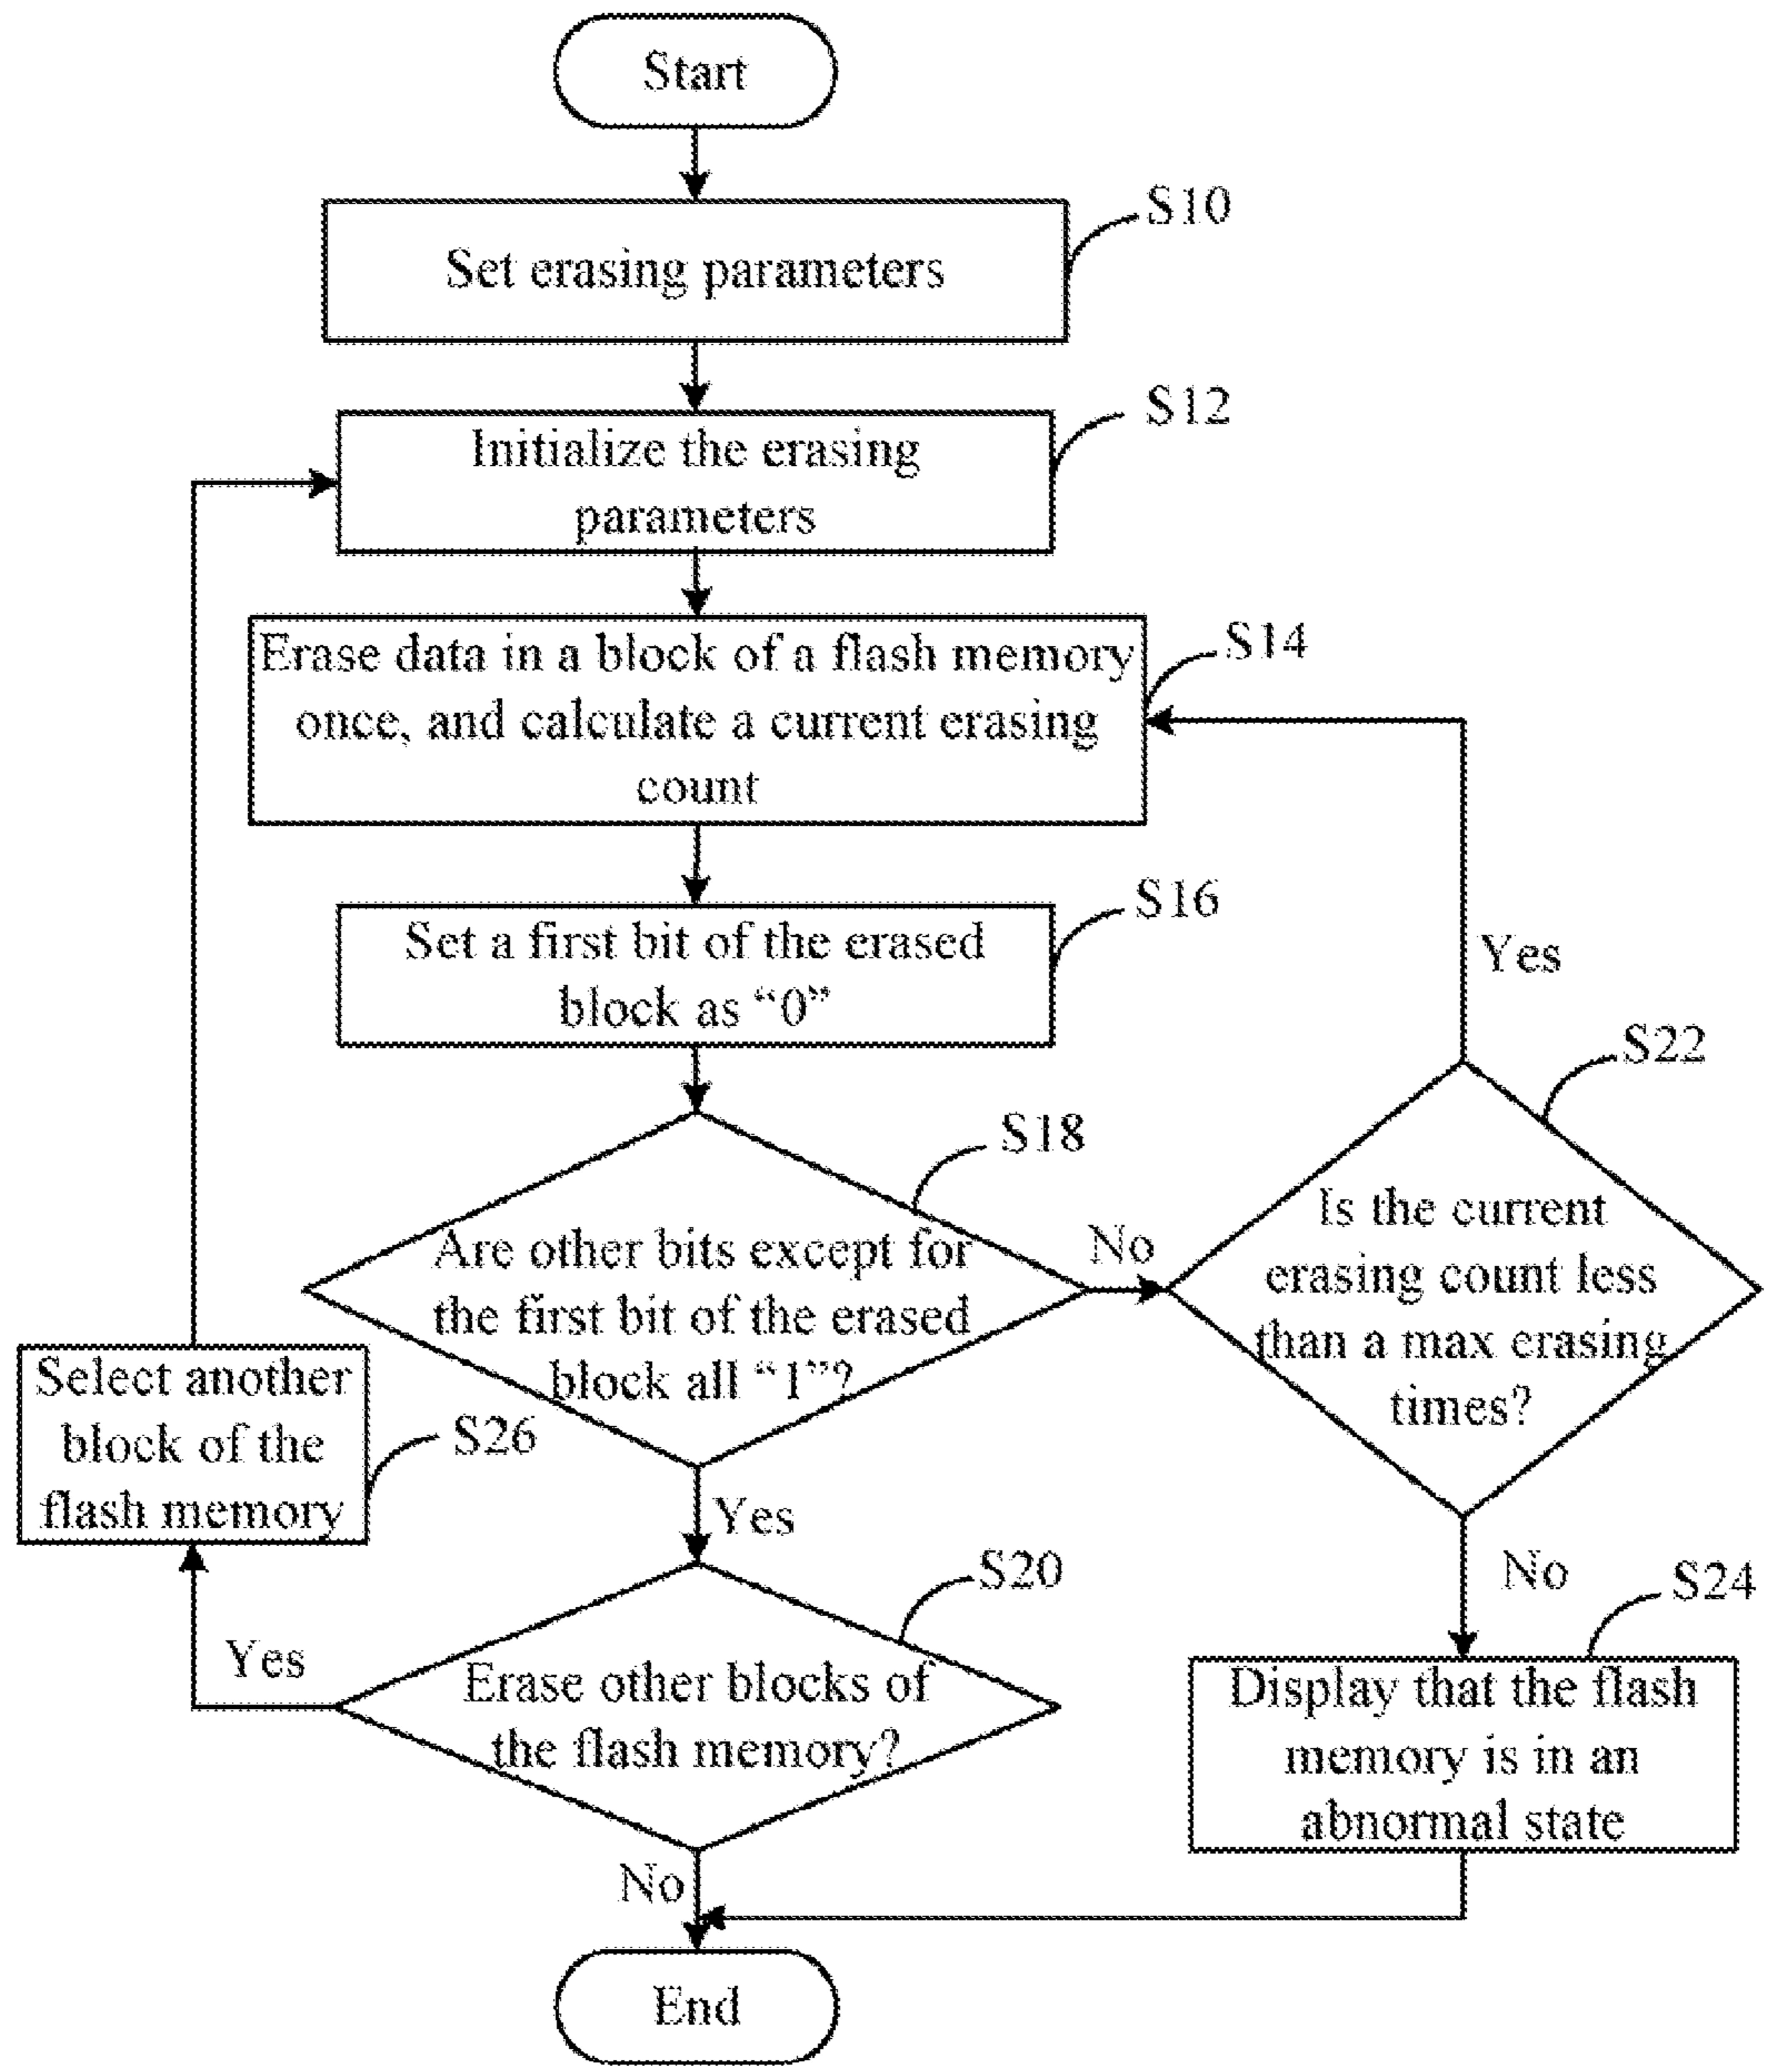 Start
S10
Set erasing parameters
S12
Initialize the erasing
parameters
S14
Erase data in a block of a flash memory
once, and calculate a current erasing
count
S16
Set a first bit of the erased
block as “0”
Yes
S22
S18
Is the current
erasing count less
than a max erasing
times?
No
Are other bits except for
the first bit of the erased
block all “1”?
Select another
block of the
flash memory
S26
Yes
No
S20
S24
Yes
Erase other blocks of
the flash memory?
Display that the flash
memory is in an
abnormal state
No
End